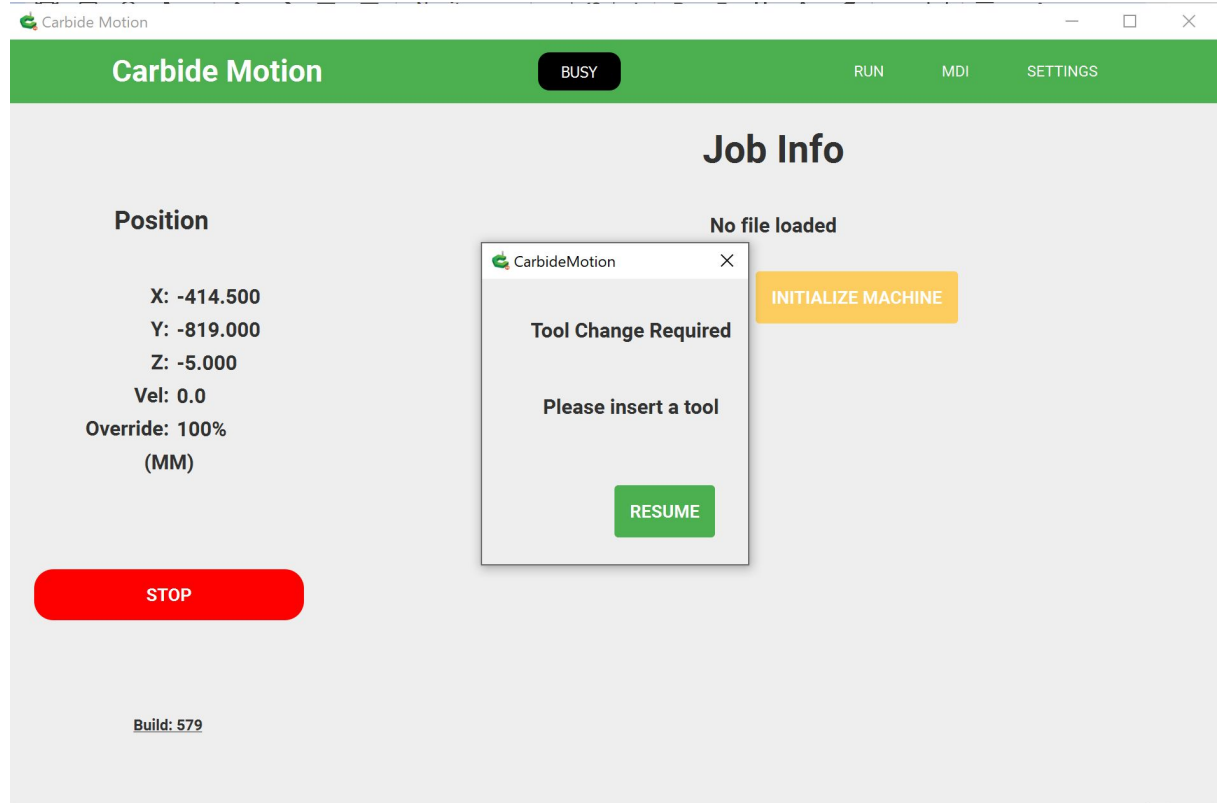 Carbide Motion
Carbide Motion
BUSY
RUN
MDI
SETTINGS
Job Info
Position
No file loaded
X: -414.500
Y: -819.000
Z: -5.000
Vel: 0.0
Override: 100%
(MM)
INITIALIZE MACHINE
CarbideMotion
Tool Change Required
Please insert a tool
RESUME
STOP
Build: 579